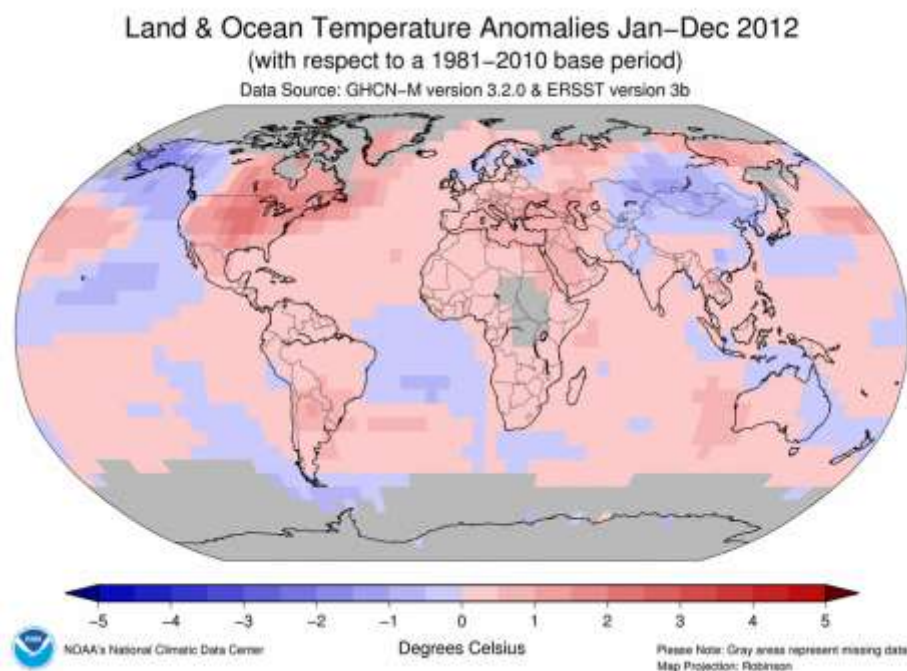 Land & Ocean Temperature Anomalies Jan–Dec 2012
(with respect to a 1981–2010 base period)
Data Source: GHCN–M version 3.2.0 & ERSST version 3b
−5 −4 −3 −2 −1 0 1 2 3 4 5
NOAA's National Climatic Data Center
Degrees Celsius
Please Note: Gray areas represent missing data
Map Projection: Robinson